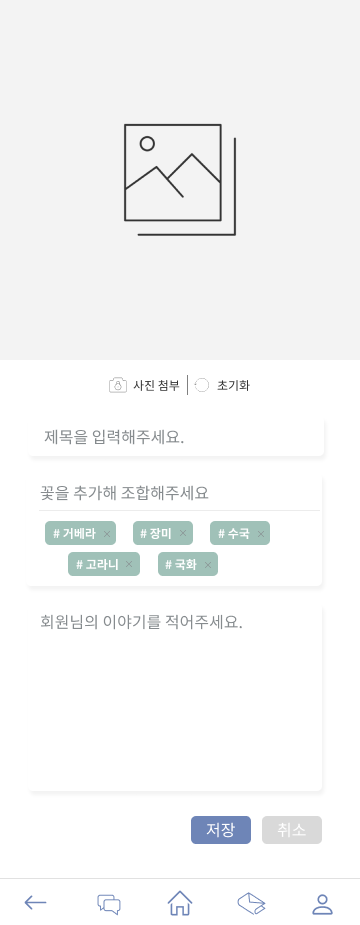 사진 첨부 초기화
제목을 입력해주세요.
꽃을 추가해 조합해주세요
# 거베라 × # 장미 × # 수국 ×
# 고라니 × # 국화 ×
회원님의 이야기를 적어주세요.
저장 취소